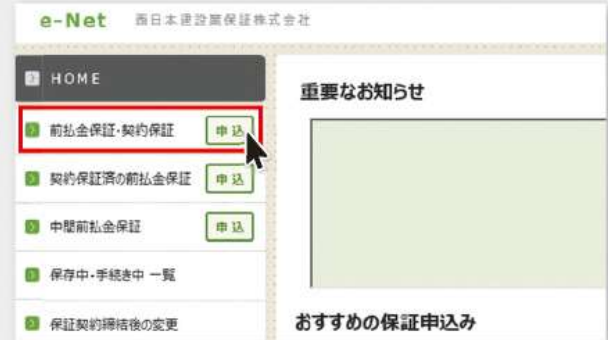 e-Net 西日本建設業保証株式会社
HOME
前払金保証・契約保証 申込
契約保証済の前払金保証 申込
中間前払金保証 申込
保存中・手続き中 一覧
保証契約締結後の変更
重要なお知らせ
おすすめの保証申込み